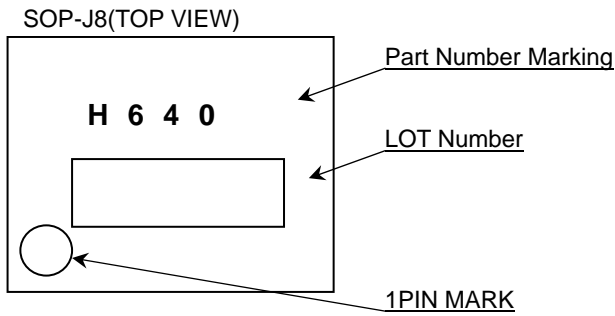 SOP-J8(TOP VIEW)
Part Number Marking
H 6 4 0
LOT Number
1PIN MARK